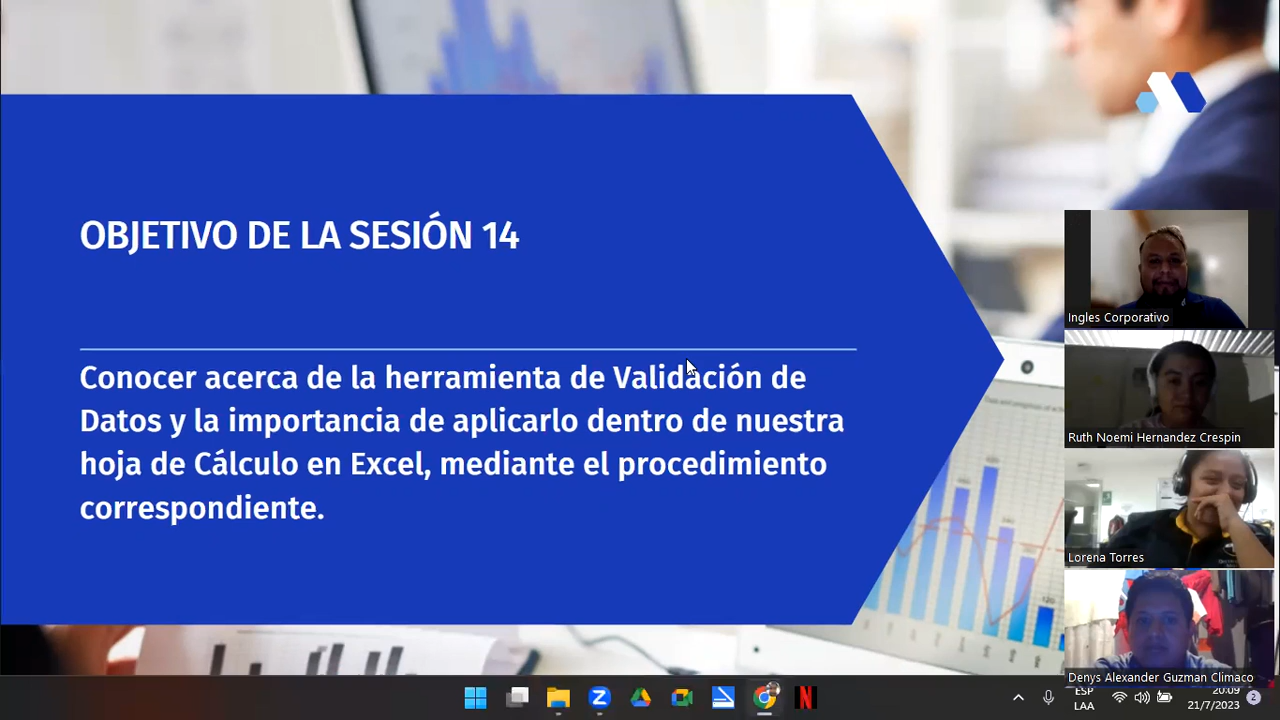 OBJETIVO DE LA SESIÓN 14
Conocer acerca de la herramienta de Validación de
Datos y la importancia de aplicarlo dentro de nuestra
hoja de Cálculo en Excel, mediante el procedimiento
correspondiente.
Ingles Corporativo
Ruth Noemi Hernandez Crespin
Lorena Torres
Denys Alexander Guzman Climaco
ESP
LAA
20:09
21/7/2023
2